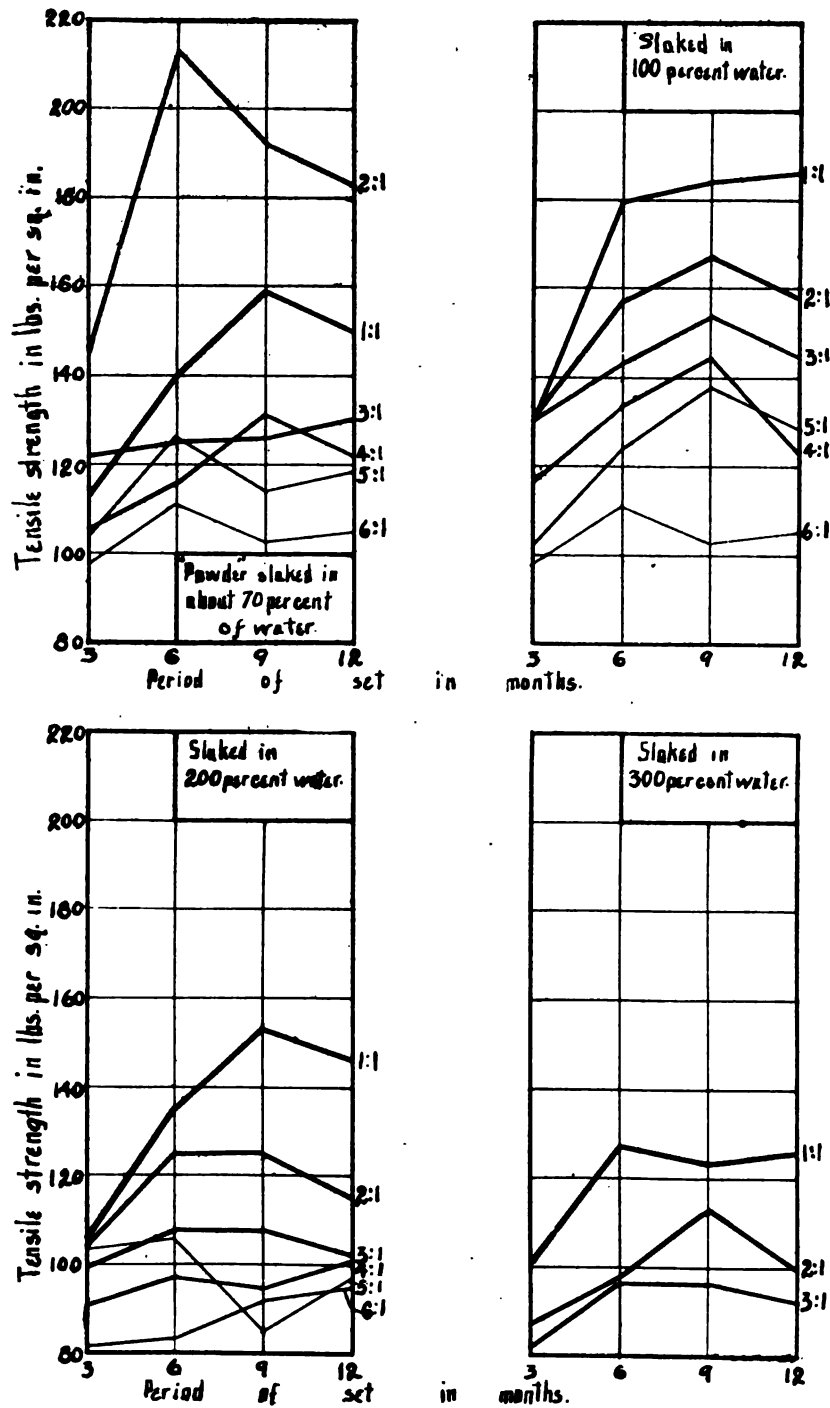 220
200
180
160
140
120
100
80
Tensile strength in lbs. per sq. in.
2:1
1:1
3:1
4:1
5:1
6:1
"Powder" slaked in
about 70 percent
of water.
3 6 9 12
Slaked in
100 percent water.
1:1
2:1
3:1
5:1
4:1
6:1
3 6 9 12
Period of set in months.
220
200
180
160
140
120
100
80
Tensile strength in lbs. per sq. in.
Slaked in
200 percent water.
1:1
2:1
3:1
4:1
5:1
6:1
3 6 9 12
Slaked in
300 percent water.
1:1
2:1
3:1
3 6 9 12
Period of set in months.